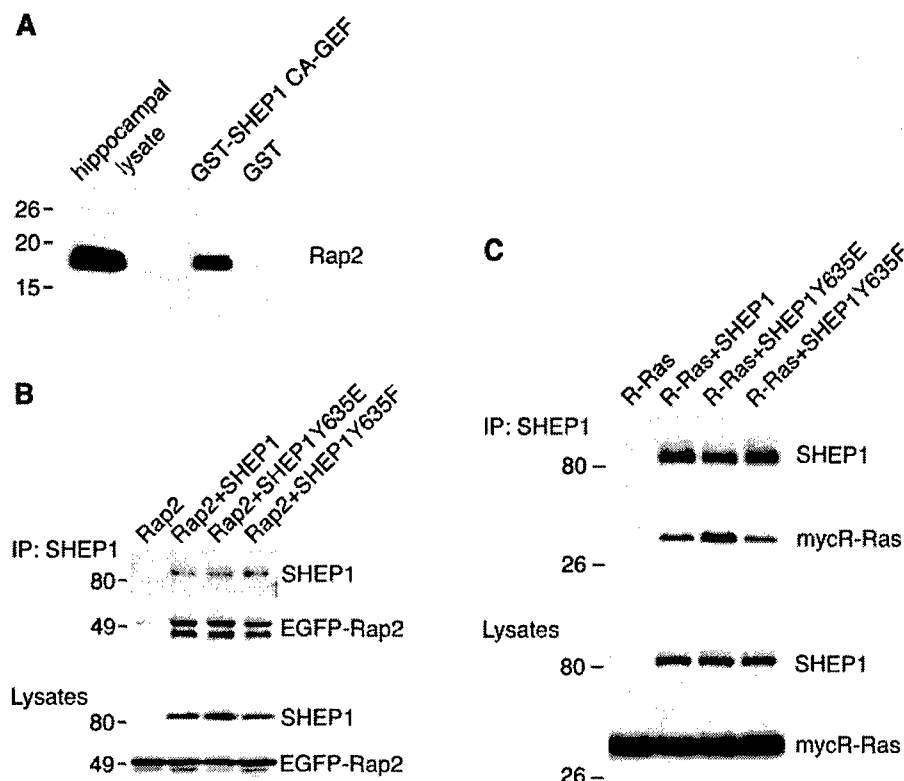 A
hippocampal
lysate
GST-SHEP1 CA-GEF
GST
26-
20-
15-
Rap2
B
Rap2
Rap2+SHEP1
Rap2+SHEP1Y635E
Rap2+SHEP1Y635F
IP: SHEP1
80-
SHEP1
49-
EGFP-Rap2
Lysates
80-
SHEP1
49-
EGFP-Rap2
C
R-Ras
R-Ras+SHEP1
R-Ras+SHEP1Y635E
R-Ras+SHEP1Y635F
IP: SHEP1
80 –
SHEP1
mycR-Ras
26 –
Lysates
80 –
SHEP1
mycR-Ras
26 –